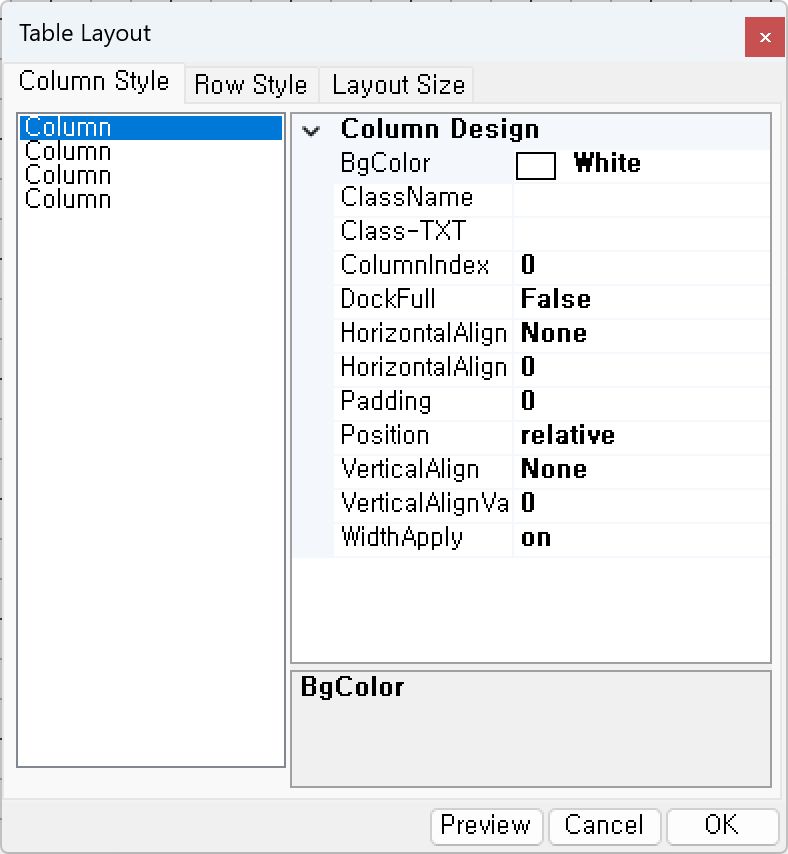 Table Layout
Column Style Row Style Layout Size
Column
Column
Column
Column
Column Design
BgColor White
ClassName
Class-TXT
ColumnIndex 0
DockFull False
HorizontalAlign None
HorizontalAlign 0
Padding 0
Position relative
VerticalAlign None
VerticalAlignVa 0
WidthApply on
BgColor
Preview Cancel OK